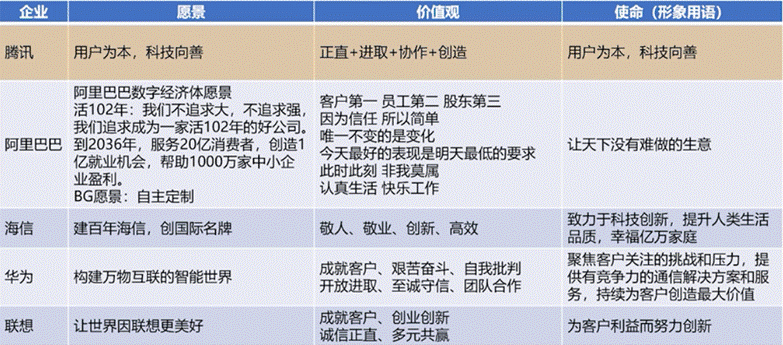 企业 愿景 价值观 使命（形象用语）
腾讯 用户为本，科技向善 正直+进取+协作+创造 用户为本，科技向善
阿里巴巴
阿里巴巴数字经济体愿景
活102年：我们不追求大，不追求强，
我们追求成为一家活102年的好公司。
到2036年，服务20亿消费者，创造1
亿就业机会，帮助1000万家中小企
业盈利。
BG愿景：自主定制
客户第一 员工第二 股东第三
因为信任 所以简单
唯一不变的是变化
今天最好的表现是明天最低的要求
此时此刻 非我莫属
认真生活 快乐工作
让天下没有难做的生意
海信 建百年海信，创国际名牌 敬人、敬业、创新、高效
致力于科技创新，提升人类生活
品质，幸福亿万家庭
华为 构建万物互联的智能世界
成就客户、艰苦奋斗、自我批判
开放进取、至诚守信、团队合作
聚焦客户关注的挑战和压力，提
供有竞争力的通信解决方案和服
务，持续为客户创造最大价值
联想 让世界因联想更美好
成就客户、创业创新
诚信正直、多元共赢
为客户利益而努力创新